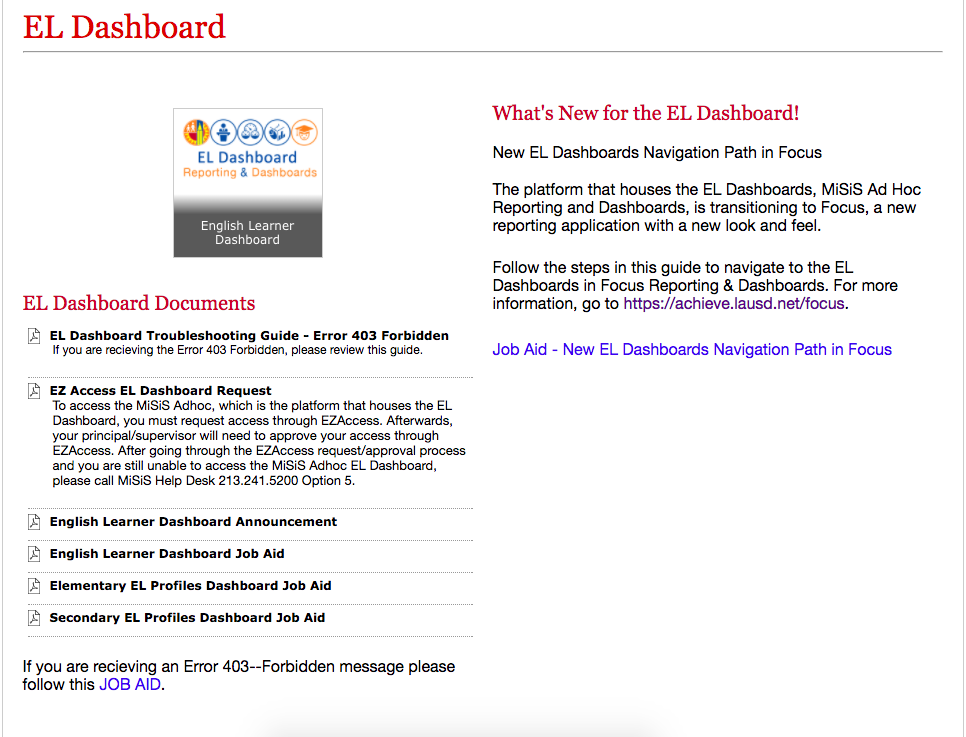 EL Dashboard
EL Dashboard
Reporting & Dashboards
English Learner
Dashboard
EL Dashboard Documents
EL Dashboard Troubleshooting Guide - Error 403 Forbidden
If you are recieving the Error 403 Forbidden, please review this guide.
EZ Access EL Dashboard Request
To access the MiSiS Adhoc, which is the platform that houses the EL
Dashboard, you must request access through EZAccess. Afterwards,
your principal/supervisor will need to approve your access through
EZAccess. After going through the EZAccess request/approval process
and you are still unable to access the MiSiS Adhoc EL Dashboard,
please call MiSiS Help Desk 213.241.5200 Option 5.
English Learner Dashboard Announcement
English Learner Dashboard Job Aid
Elementary EL Profiles Dashboard Job Aid
Secondary EL Profiles Dashboard Job Aid
If you are recieving an Error 403--Forbidden message please
follow this JOB AID.
What's New for the EL Dashboard!
New EL Dashboards Navigation Path in Focus
The platform that houses the EL Dashboards, MiSiS Ad Hoc
Reporting and Dashboards, is transitioning to Focus, a new
reporting application with a new look and feel.
Follow the steps in this guide to navigate to the EL
Dashboards in Focus Reporting & Dashboards. For more
information, go to https://achieve.lausd.net/focus.
Job Aid - New EL Dashboards Navigation Path in Focus